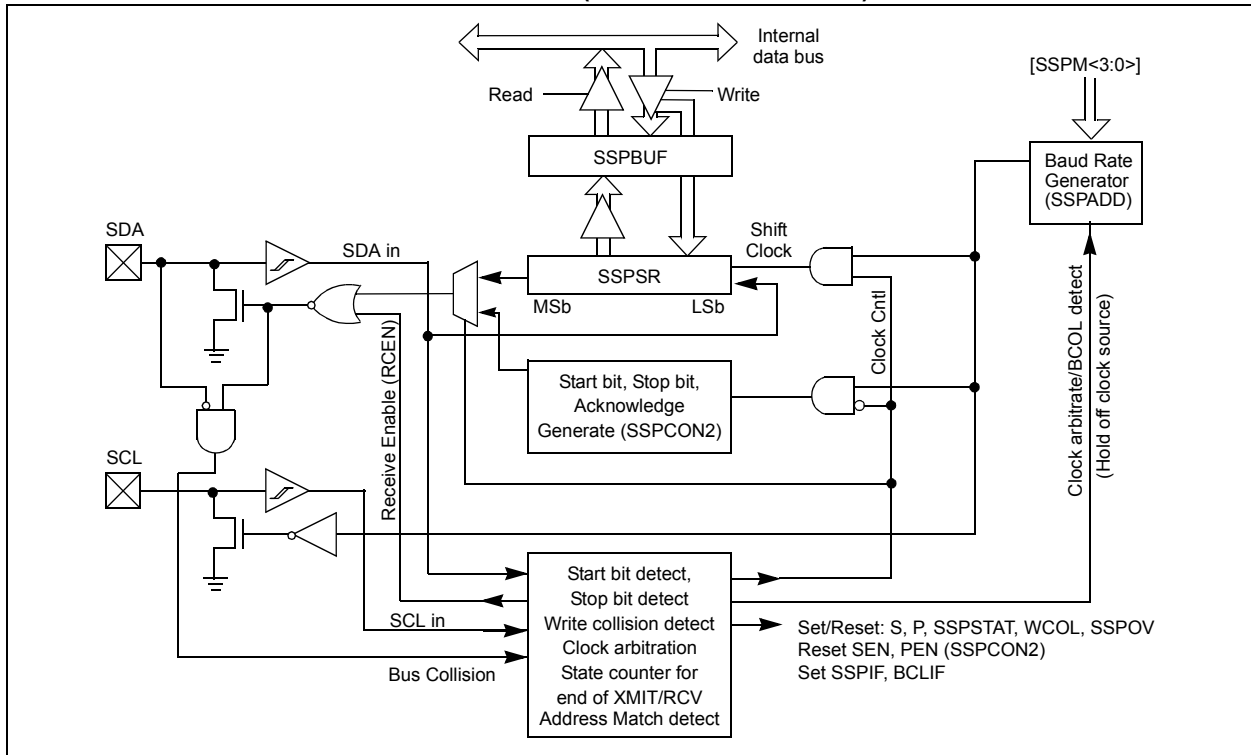 Internal
data bus
[SSPM<3:0>]
Read
Write
SSPBUF
Baud Rate
Generator
(SSPADD)
SDA
SDA in
Shift
Clock
SSPSR
MSb
LSb
Receive Enable (RCEN)
Clock Cntl
Clock arbitrate/BCOL detect
(Hold off clock source)
Start bit, Stop bit,
Acknowledge
Generate (SSPCON2)
SCL
SCL in
Bus Collision
Start bit detect,
Stop bit detect
Write collision detect
Clock arbitration
State counter for
end of XMIT/RCV
Address Match detect
Set/Reset: S, P, SSPSTAT, WCOL, SSPOV
Reset SEN, PEN (SSPCON2)
Set SSPIF, BCLIF